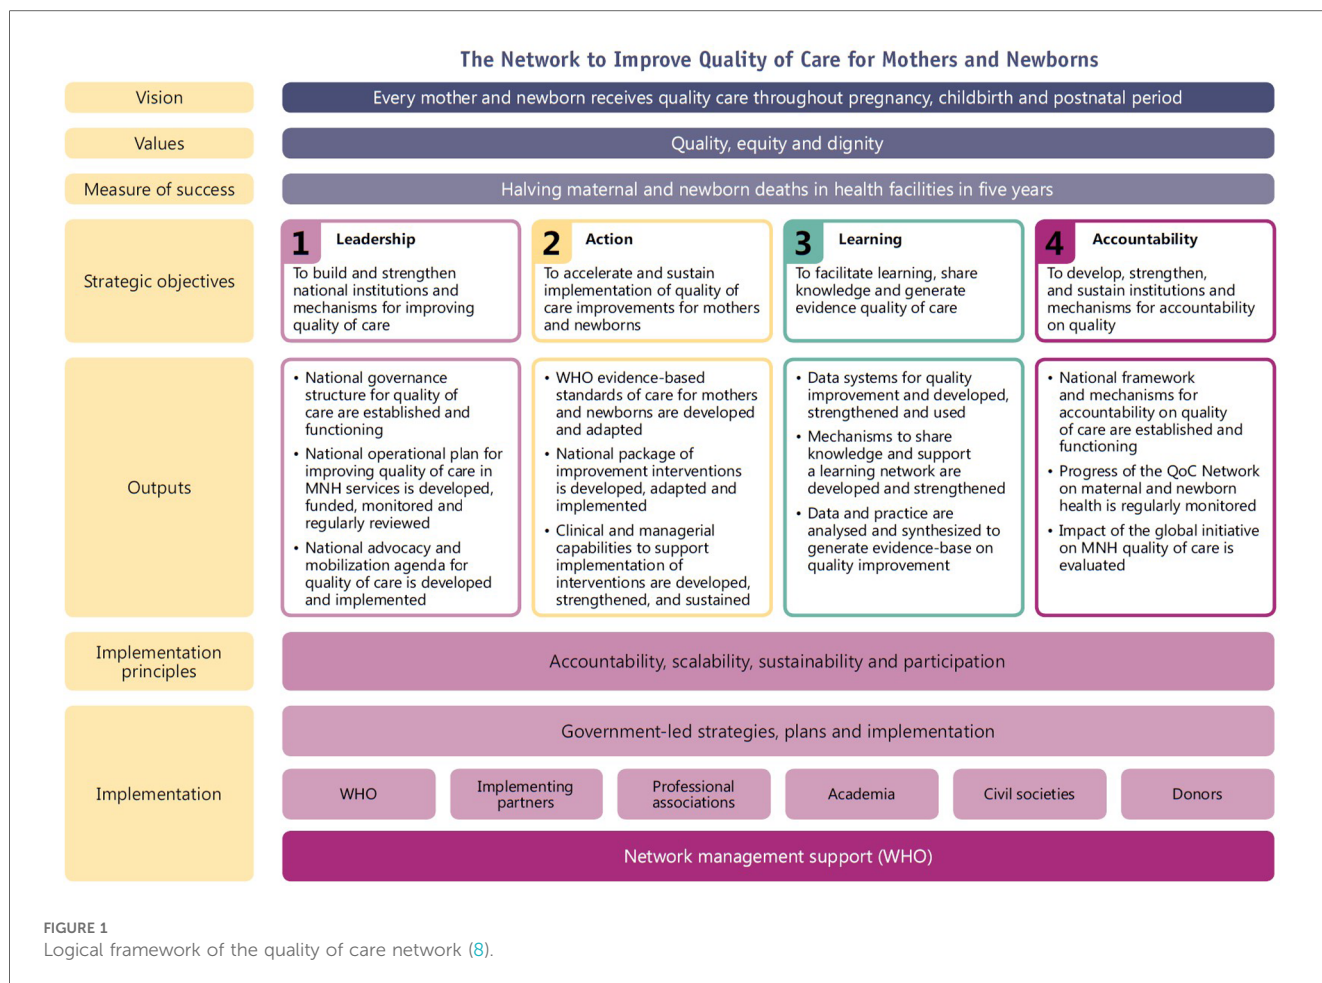 The Network to Improve Quality of Care for Mothers and Newborns
Vision
Every mother and newborn receives quality care throughout pregnancy, childbirth and postnatal period
Values
Quality, equity and dignity
Measure of success
Halving maternal and newborn deaths in health facilities in five years
Strategic objectives
1 Leadership
To build and strengthen
national institutions and
mechanisms for improving
quality of care
2 Action
To accelerate and sustain
implementation of quality of
care improvements for mothers
and newborns
3 Learning
To facilitate learning, share
knowledge and generate
evidence quality of care
4 Accountability
To develop, strengthen,
and sustain institutions and
mechanisms for accountability
on quality
Outputs
• National governance
structure for quality of
care are established and
functioning
• National operational plan for
improving quality of care in
MNH services is developed,
funded, monitored and
regularly reviewed
• National advocacy and
mobilization agenda for
quality of care is developed
and implemented
• WHO evidence-based
standards of care for mothers
and newborns are developed
and adapted
• National package of
improvement interventions
is developed, adapted and
implemented
• Clinical and managerial
capabilities to support
implementation of
interventions are developed,
strengthened, and sustained
• Data systems for quality
improvement and developed,
strengthened and used
• Mechanisms to share
knowledge and support
a learning network are
developed and strengthened
• Data and practice are
analysed and synthesized to
generate evidence-base on
quality improvement
• National framework
and mechanisms for
accountability on quality
of care are established and
functioning
• Progress of the QoC Network
on maternal and newborn
health is regularly monitored
• Impact of the global initiative
on MNH quality of care is
evaluated
Implementation
principles
Accountability, scalability, sustainability and participation
Implementation
Government-led strategies, plans and implementation
WHO
Implementing
partners
Professional
associations
Academia
Civil societies
Donors
Network management support (WHO)
FIGURE 1
Logical framework of the quality of care network (8).